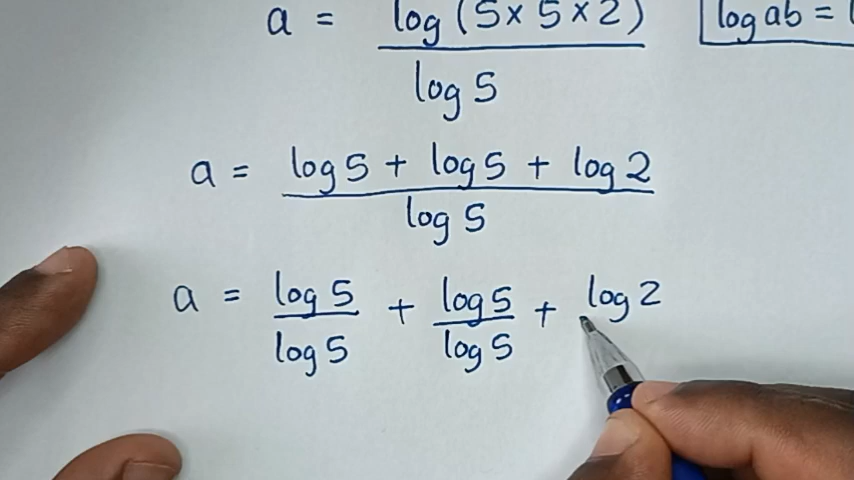 a = log (5 × 5 × 2) / log 5
log ab =
a = log 5 + log 5 + log 2 / log 5
a = log 5 / log 5 + log 5 / log 5 + log 2